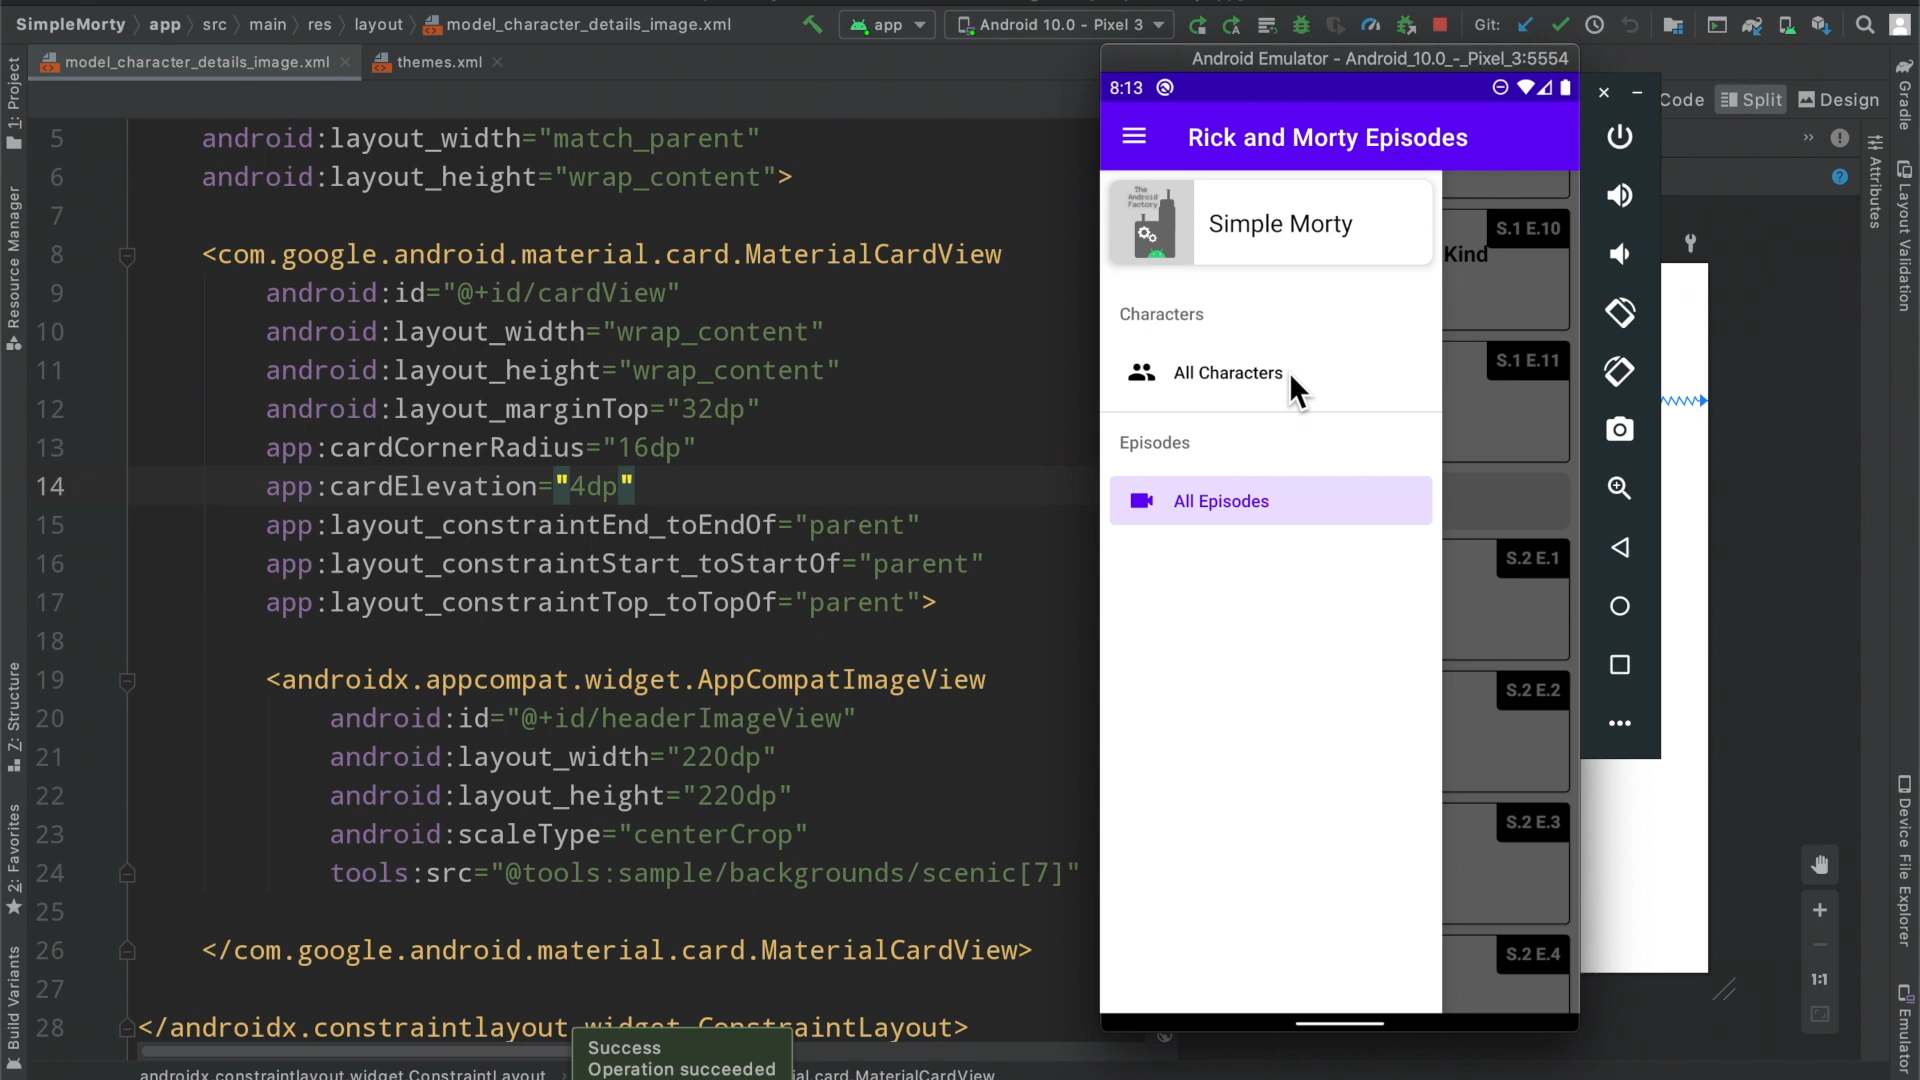 SimpleMorty app src main res layout model_character_details_image.xml app Android 10.0 - Pixel 3 Git:
model_character_details_image.xml themes.xml
Android Emulator - Android_10.0_-_Pixel_3:5554
Code Split Design
1: Project
Resource Manager
Z: Structure
2: Favorites
Build Variants
5 android:layout_width="match_parent"
6 android:layout_height="wrap_content">
7
8 <com.google.android.material.card.MaterialCardView
9 android:id="@+id/cardView"
10 android:layout_width="wrap_content"
11 android:layout_height="wrap_content"
12 android:layout_marginTop="32dp"
13 app:cardCornerRadius="16dp"
14 app:cardElevation="4dp"
15 app:layout_constraintEnd_toEndOf="parent"
16 app:layout_constraintStart_toStartOf="parent"
17 app:layout_constraintTop_toTopOf="parent">
18
19 <androidx.appcompat.widget.AppCompatImageView
20 android:id="@+id/headerImageView"
21 android:layout_width="220dp"
22 android:layout_height="220dp"
23 android:scaleType="centerCrop"
24 tools:src="@tools:sample/backgrounds/scenic[7]"
25
26 </com.google.android.material.card.MaterialCardView>
27
28 </androidx.constraintlayout.widget.ConstraintLayout>
Success
Operation succeeded
androidx.constraintlayout.widget.ConstraintLayout
ial.card.MaterialCardView
8:13
Rick and Morty Episodes
The
Android
Factory
Simple Morty
Characters
All Characters
Episodes
All Episodes
S.1 E.10
Kind
S.1 E.11
S.2 E.1
S.2 E.2
S.2 E.3
S.2 E.4
1:1
Gradle
Attributes
Layout Validation
Device File Explorer
Emulator